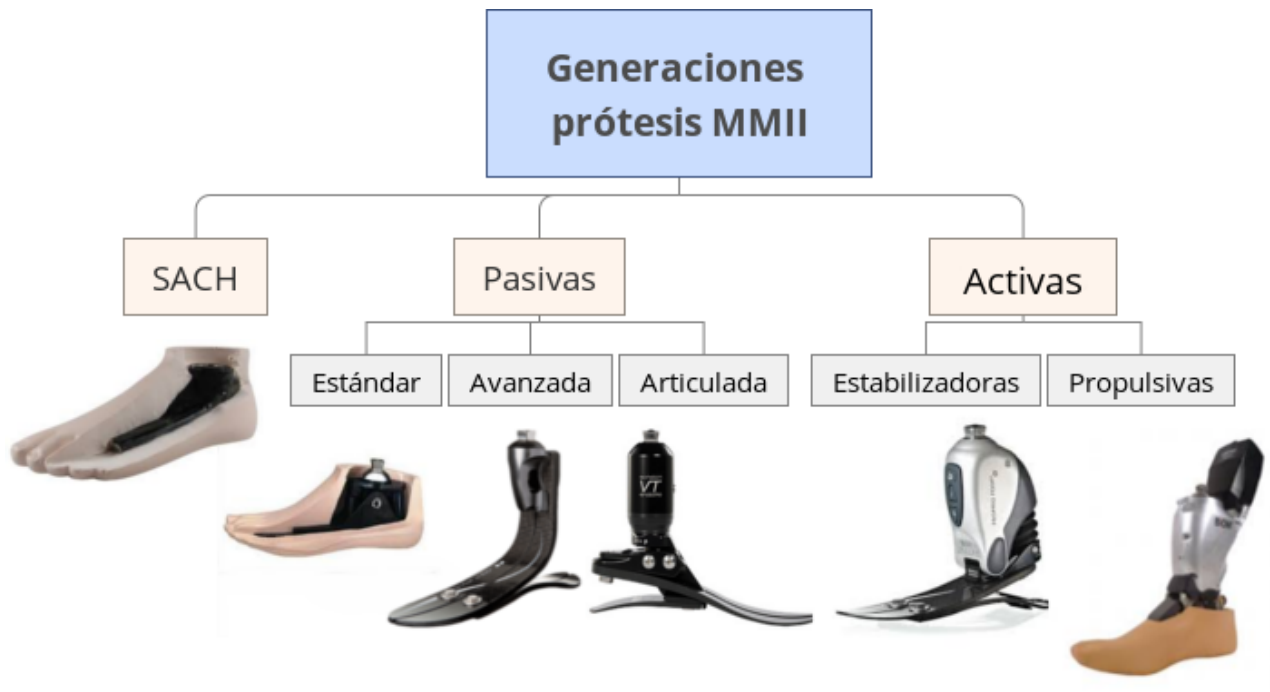 Generaciones
prótesis MMII
SACH
Pasivas
Activas
Estándar
Avanzada
Articulada
Estabilizadoras
Propulsivas
VT